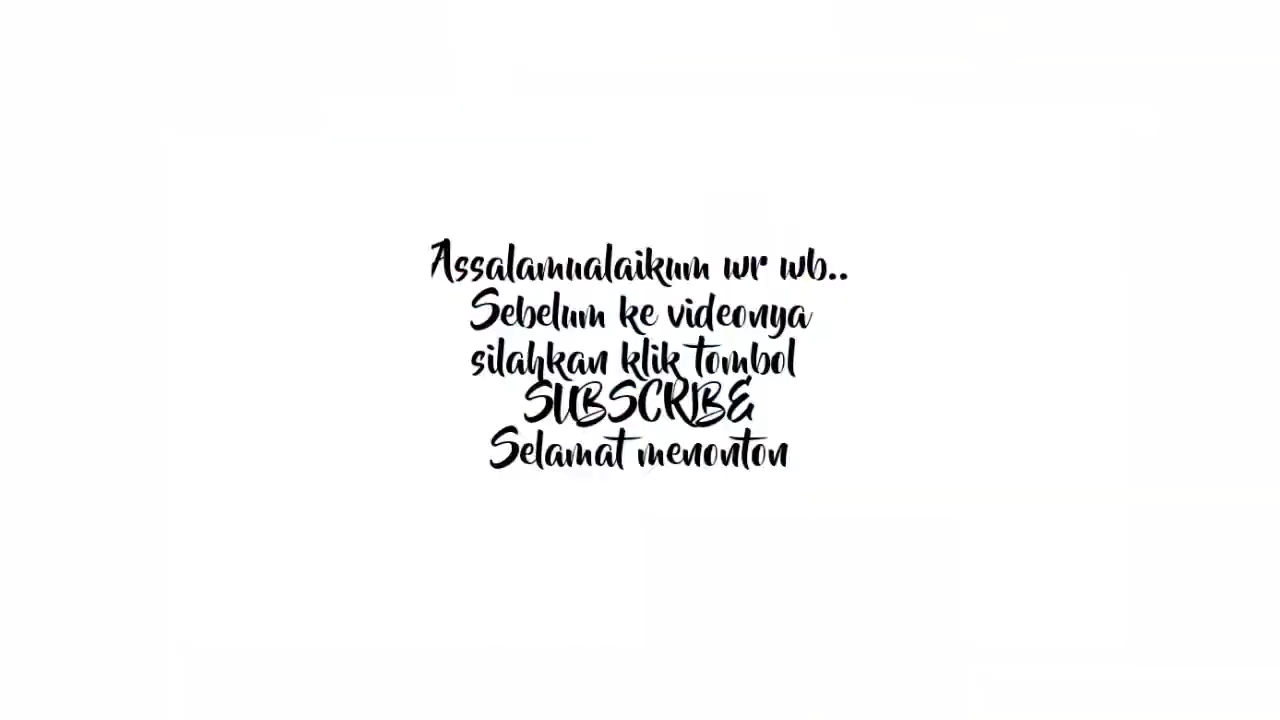 Assalamualaikum wr wb..
Sebelum ke videonya
silahkan klik tombol
SUBSCRIBE
Selamat menonton